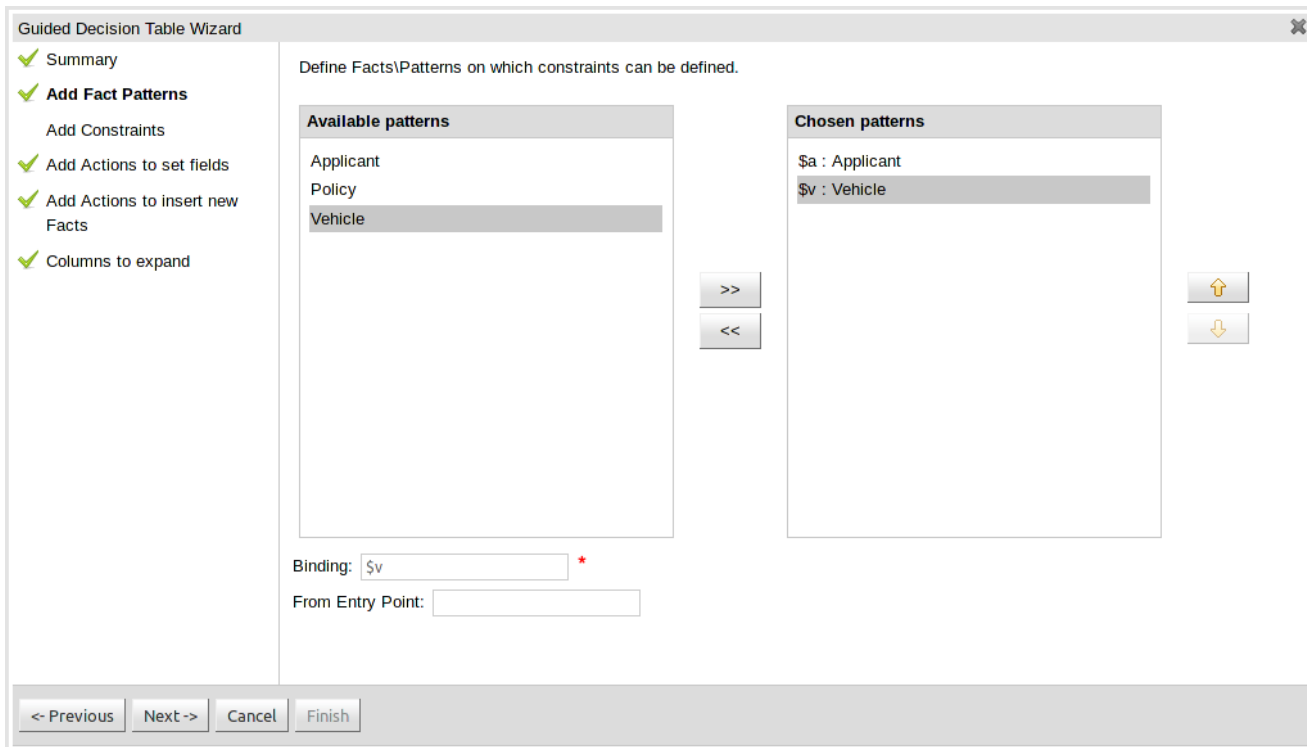 Guided Decision Table Wizard
Summary
Add Fact Patterns
Add Constraints
Add Actions to set fields
Add Actions to insert new
Facts
Columns to expand
Define Facts\Patterns on which constraints can be defined.
Available patterns
Applicant
Policy
Vehicle
>>
<<
Chosen patterns
$a : Applicant
$v : Vehicle
Binding: $v *
From Entry Point:
<- Previous Next -> Cancel Finish